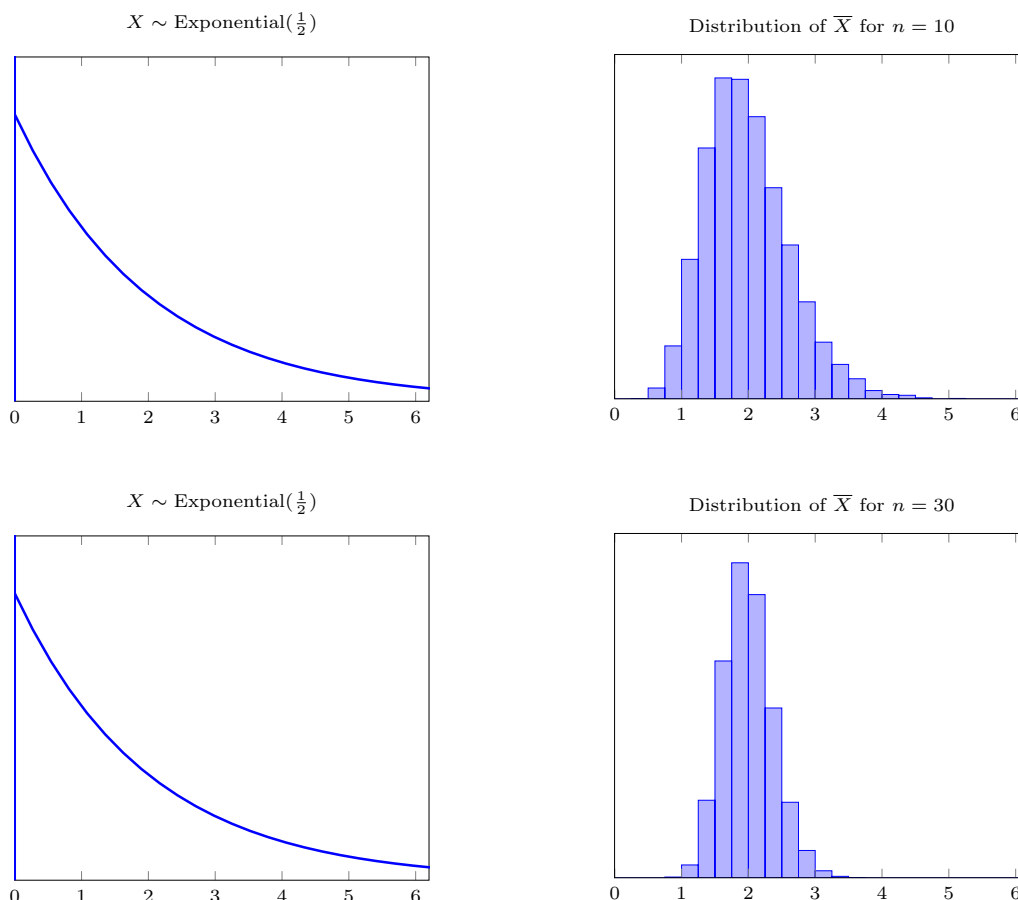 X ∼ Exponential(1/2)
Distribution of X̅ for n = 10
0 1 2 3 4 5 6
0 1 2 3 4 5 6
X ∼ Exponential(1/2)
Distribution of X̅ for n = 30
0 1 2 3 4 5 6
0 1 2 3 4 5 6